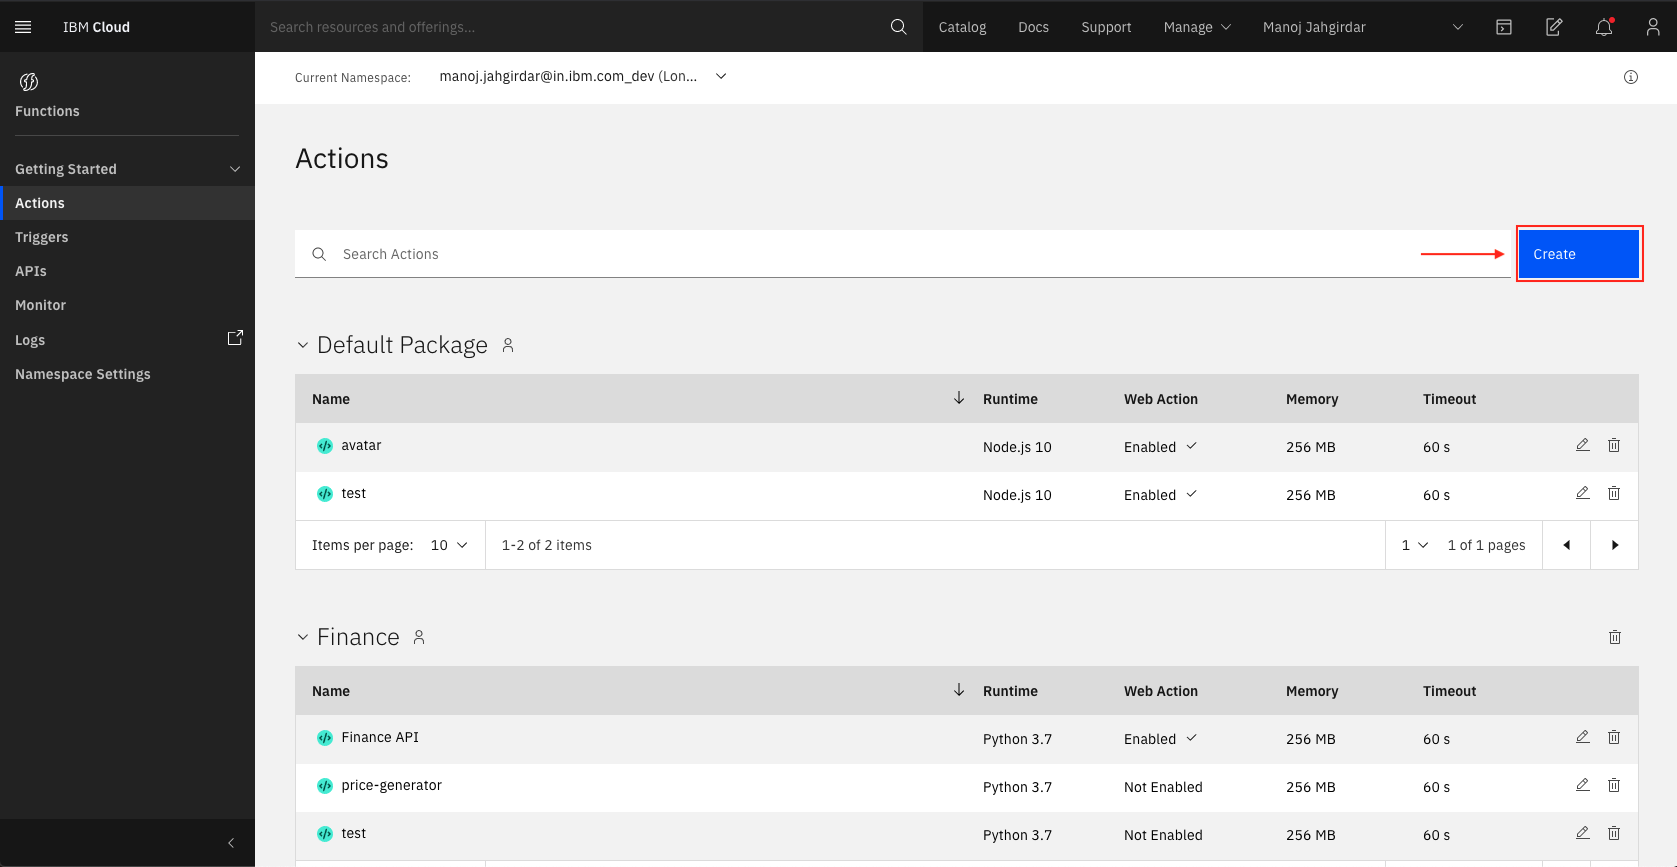 IBM Cloud
Search resources and offerings...
Catalog Docs Support Manage Manoj Jahgirdar
Functions
Getting Started
Actions
Triggers
APIs
Monitor
Logs
Namespace Settings
Current Namespace: manoj.jahgirdar@in.ibm.com_dev (Lon...
Actions
Search Actions
Create
Default Package
Name Runtime Web Action Memory Timeout
avatar Node.js 10 Enabled 256 MB 60 s
test Node.js 10 Enabled 256 MB 60 s
Items per page: 10 1-2 of 2 items 1 1 of 1 pages
Finance
Name Runtime Web Action Memory Timeout
Finance API Python 3.7 Enabled 256 MB 60 s
price-generator Python 3.7 Not Enabled 256 MB 60 s
test Python 3.7 Not Enabled 256 MB 60 s